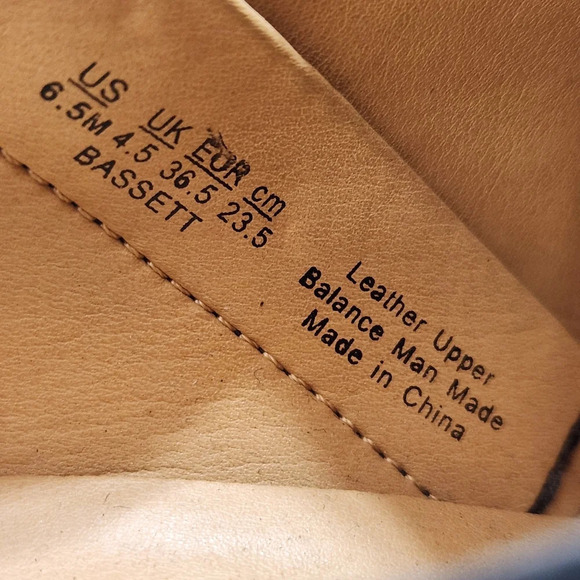 US UK EUR cm
6.5M 4.5 36.5 23.5
BASSETT
Leather Upper
Balance Man Made
Made in China